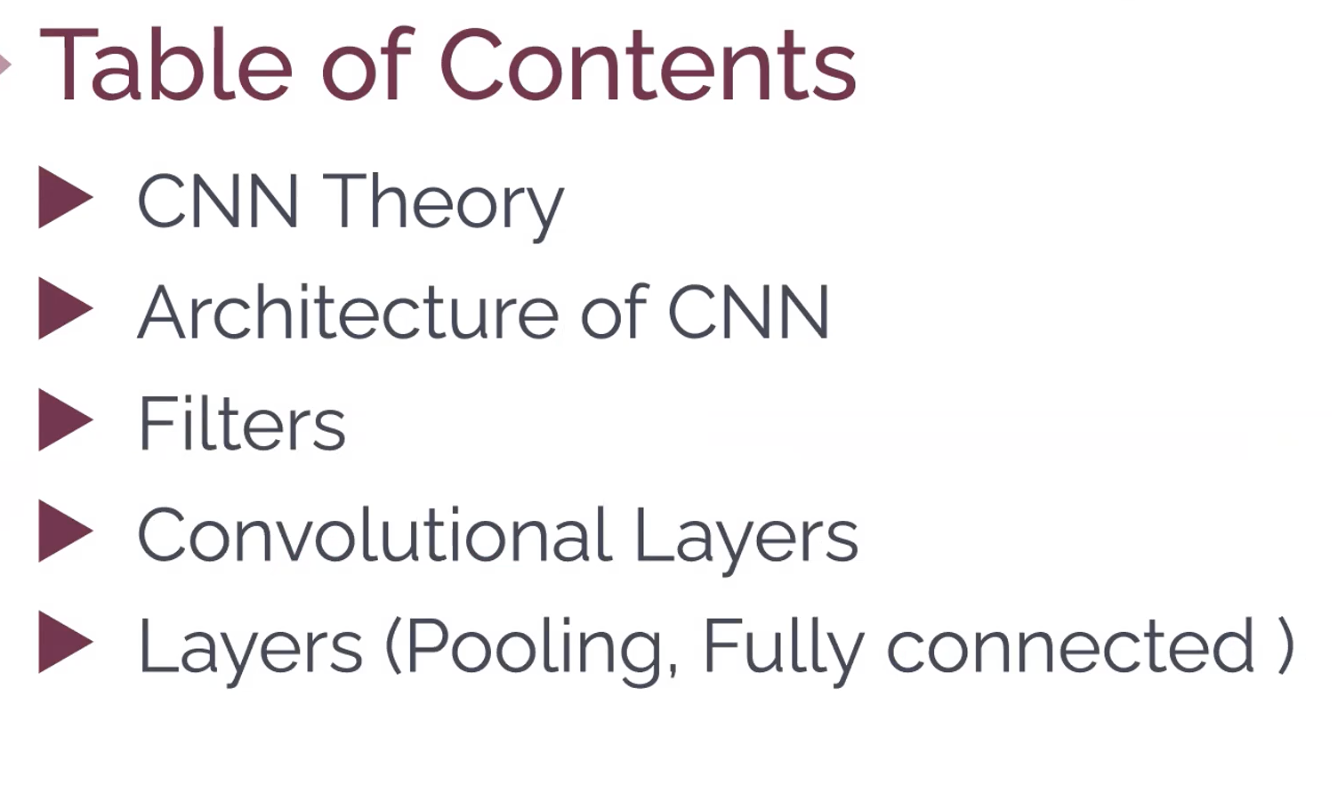 Table of Contents
CNN Theory
Architecture of CNN
Filters
Convolutional Layers
Layers (Pooling, Fully connected )